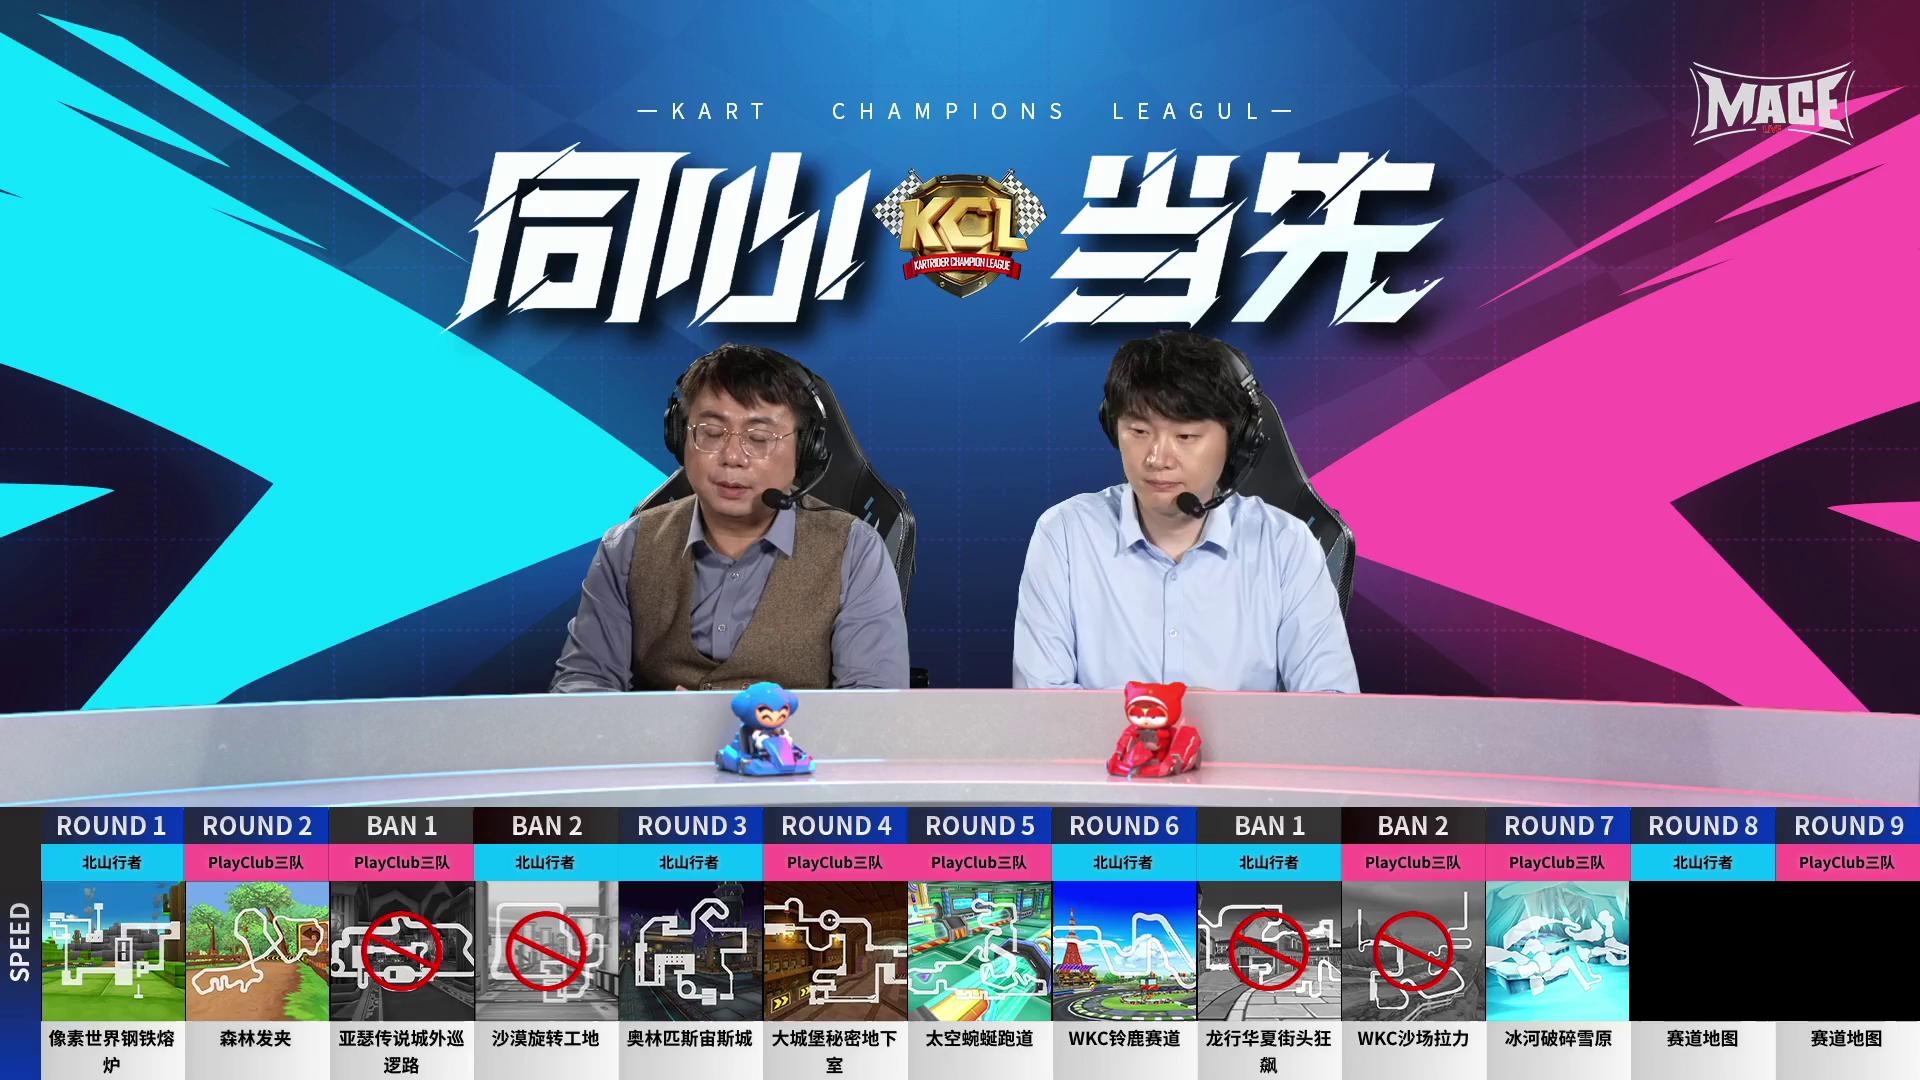 KART CHAMPIONS LEAGUL
MACE
LIVE
同心 当先
KCL
KARTRIDER CHAMPION LEAGUE
SPEED
ROUND 1 ROUND 2 BAN 1 BAN 2 ROUND 3 ROUND 4 ROUND 5 ROUND 6 BAN 1 BAN 2 ROUND 7 ROUND 8 ROUND 9
北山行者 PlayClub三队 PlayClub三队 北山行者 北山行者 PlayClub三队 PlayClub三队 北山行者 北山行者 PlayClub三队 PlayClub三队 北山行者 PlayClub三队
像素世界钢铁熔 森林发夹 亚瑟传说城外巡 沙漠旋转工地 奥林匹斯宙斯城 大城堡秘密地下 太空蜿蜒跑道 WKC铃鹿赛道 龙行华夏街头狂 WKC沙场拉力 冰河破碎雪原 赛道地图 赛道地图
炉 逻路 室 飙